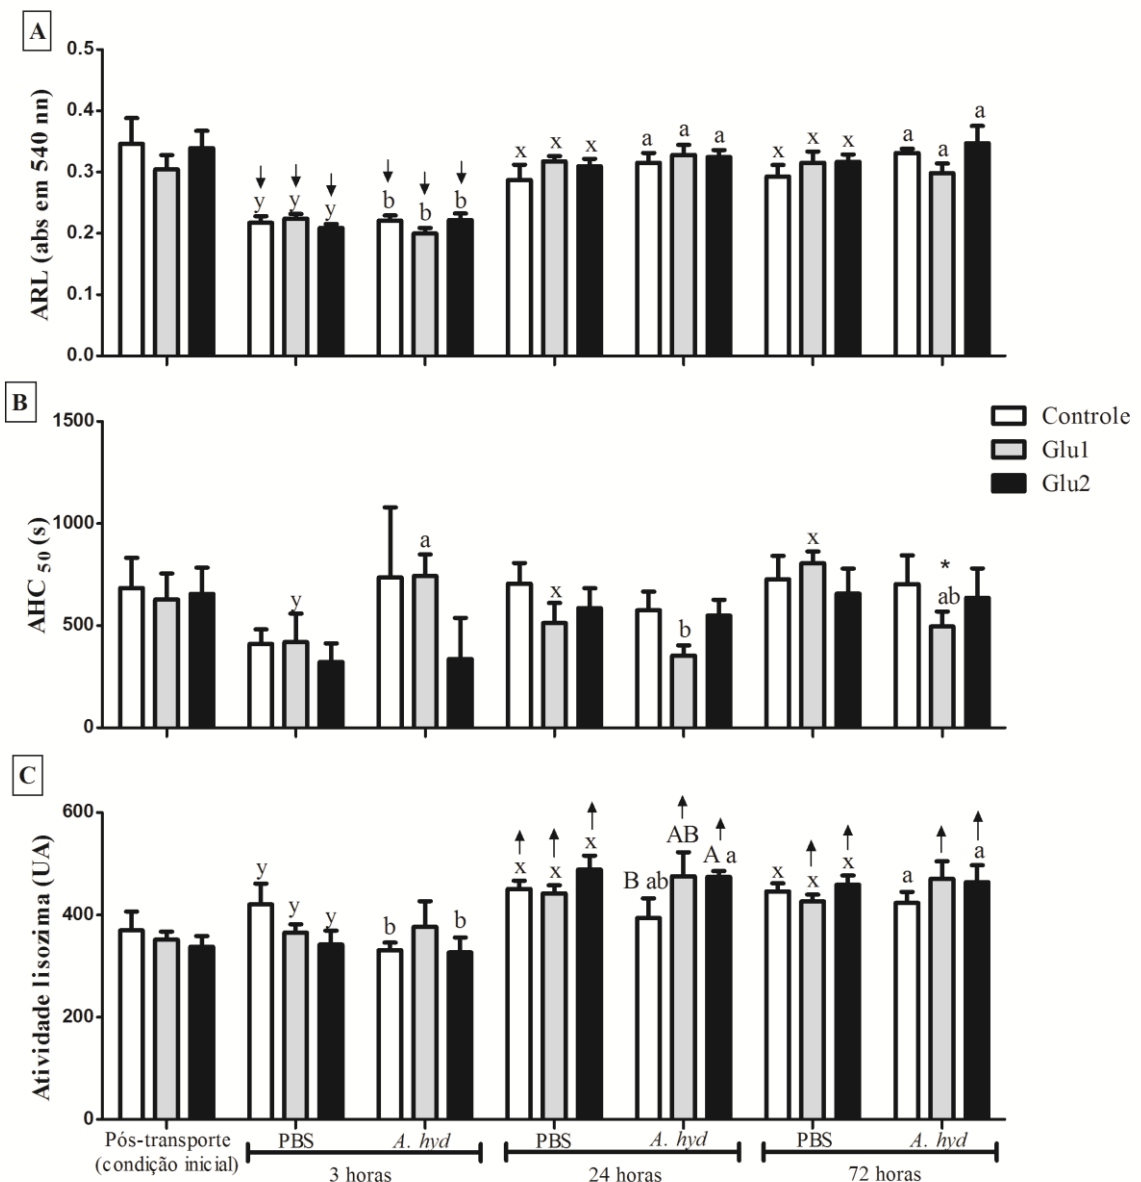 A
ARL (abs em 540 nn)
0.5
0.4
0.3
0.2
0.1
0.0
y y y
b b b
x x x
a a a
x x x
a a a
B
AHC 50 (s)
1500
1000
500
0
y
a
x
b
x
*
ab
Controle
Glu1
Glu2
C
Atividade lisozima (UA)
600
400
200
0
y y y
b b
x x x
B ab AB A a
x x x
a a
Pós-transporte
(condição inicial)
PBS A. hyd PBS A. hyd PBS A. hyd
3 horas 24 horas 72 horas